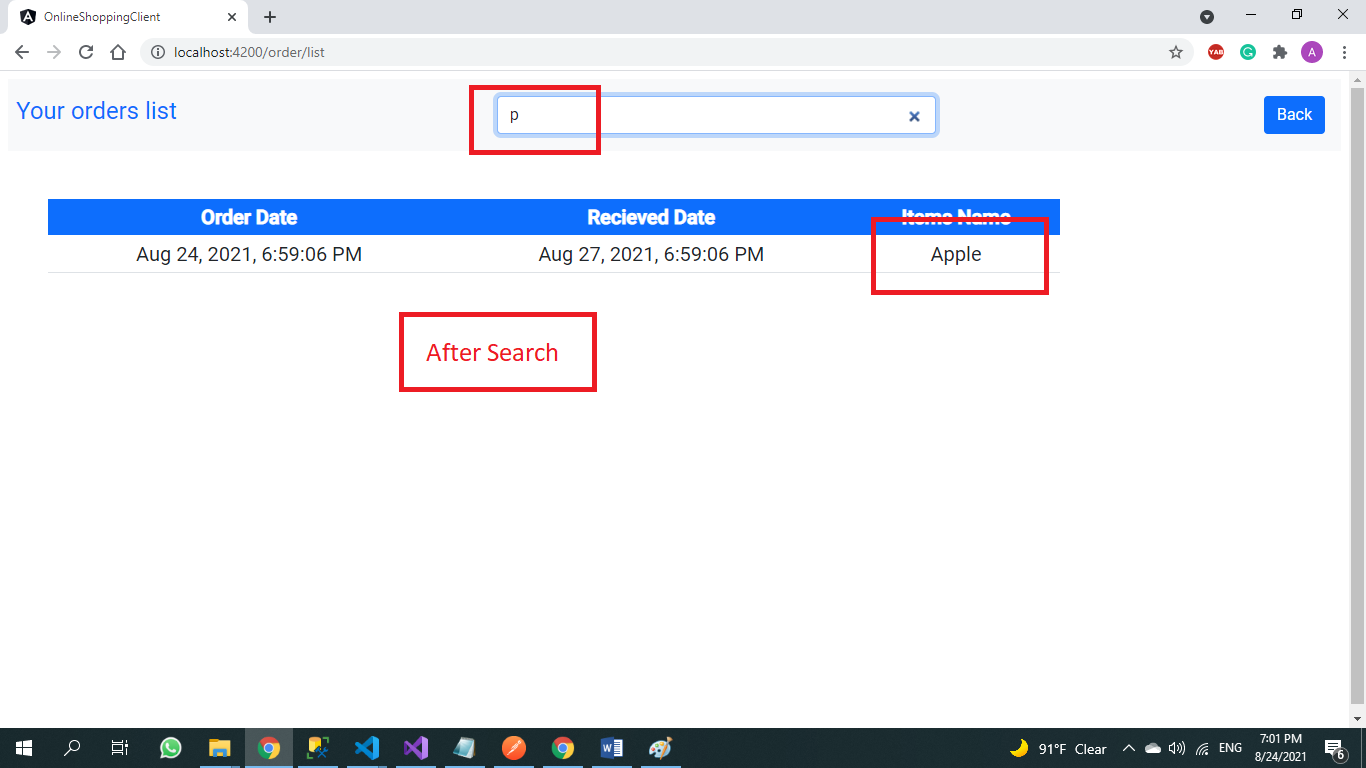 OnlineShoppingClient
localhost:4200/order/list
YAB
G
A
Your orders list
p
Back
Order Date Recieved Date Items Name
Aug 24, 2021, 6:59:06 PM Aug 27, 2021, 6:59:06 PM Apple
After Search
91°F Clear
ENG
7:01 PM
8/24/2021
6